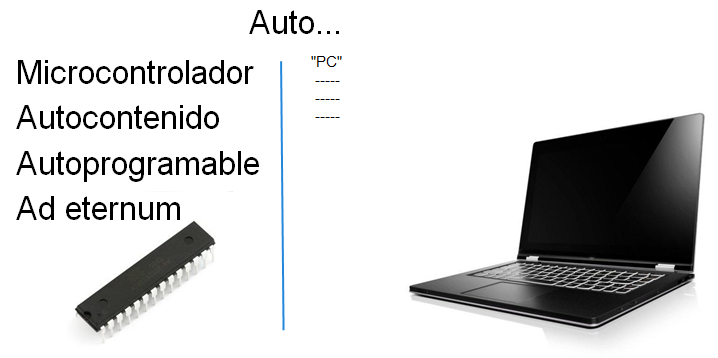 Auto...
Microcontrolador
Autocontenido
Autoprogramable
Ad eternum
"PC"
-----
-----
-----